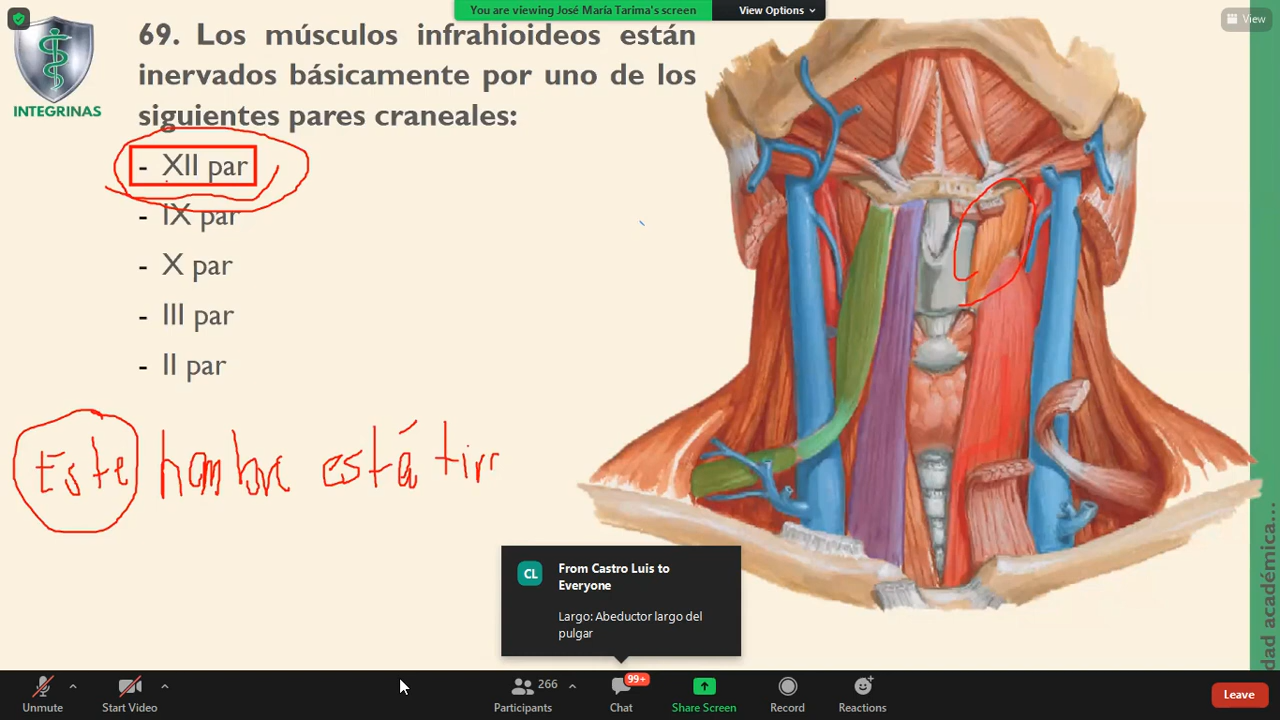 You are viewing José María Tarima's screen
View Options
View
INTEGRINAS
69. Los músculos infrahioideos están
inervados básicamente por uno de los
siguientes pares craneales:
- XII par
- IX par
- X par
- III par
- II par
Este hombre está tirr
dad académica...
CL
From Castro Luis to
Everyone
Largo: Abeductor largo del
pulgar
Unmute
Start Video
266
Participants
99+
Chat
Share Screen
Record
Reactions
Leave